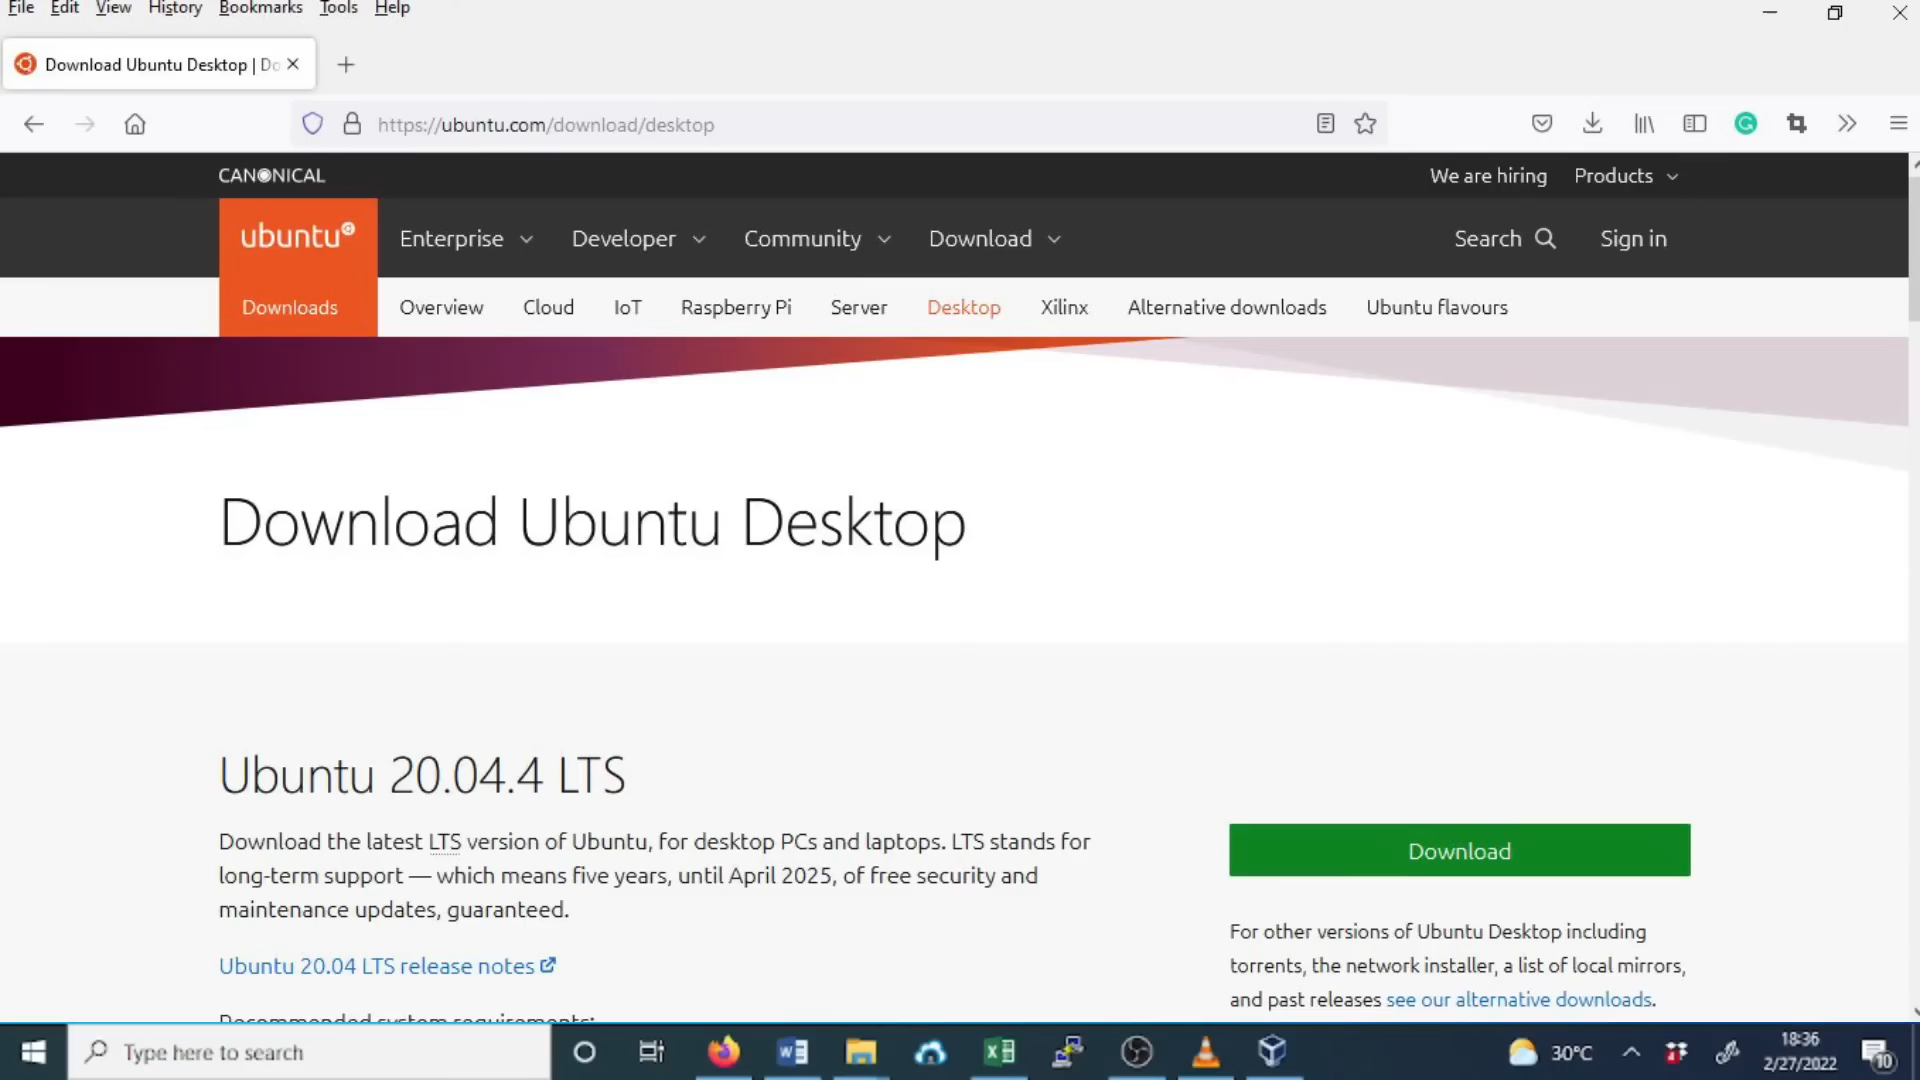 File Edit View History Bookmarks Tools Help
Download Ubuntu Desktop | Do
https://ubuntu.com/download/desktop
CANONICAL We are hiring Products
ubuntu Enterprise Developer Community Download Search Sign in
Downloads Overview Cloud IoT Raspberry Pi Server Desktop Xilinx Alternative downloads Ubuntu flavours
Download Ubuntu Desktop
Ubuntu 20.04.4 LTS
Download the latest LTS version of Ubuntu, for desktop PCs and laptops. LTS stands for
long-term support — which means five years, until April 2025, of free security and
maintenance updates, guaranteed.
Ubuntu 20.04 LTS release notes
Recommended system requirements:
Download
For other versions of Ubuntu Desktop including
torrents, the network installer, a list of local mirrors,
and past releases see our alternative downloads.
Type here to search
30°C
18:36
2/27/2022
10